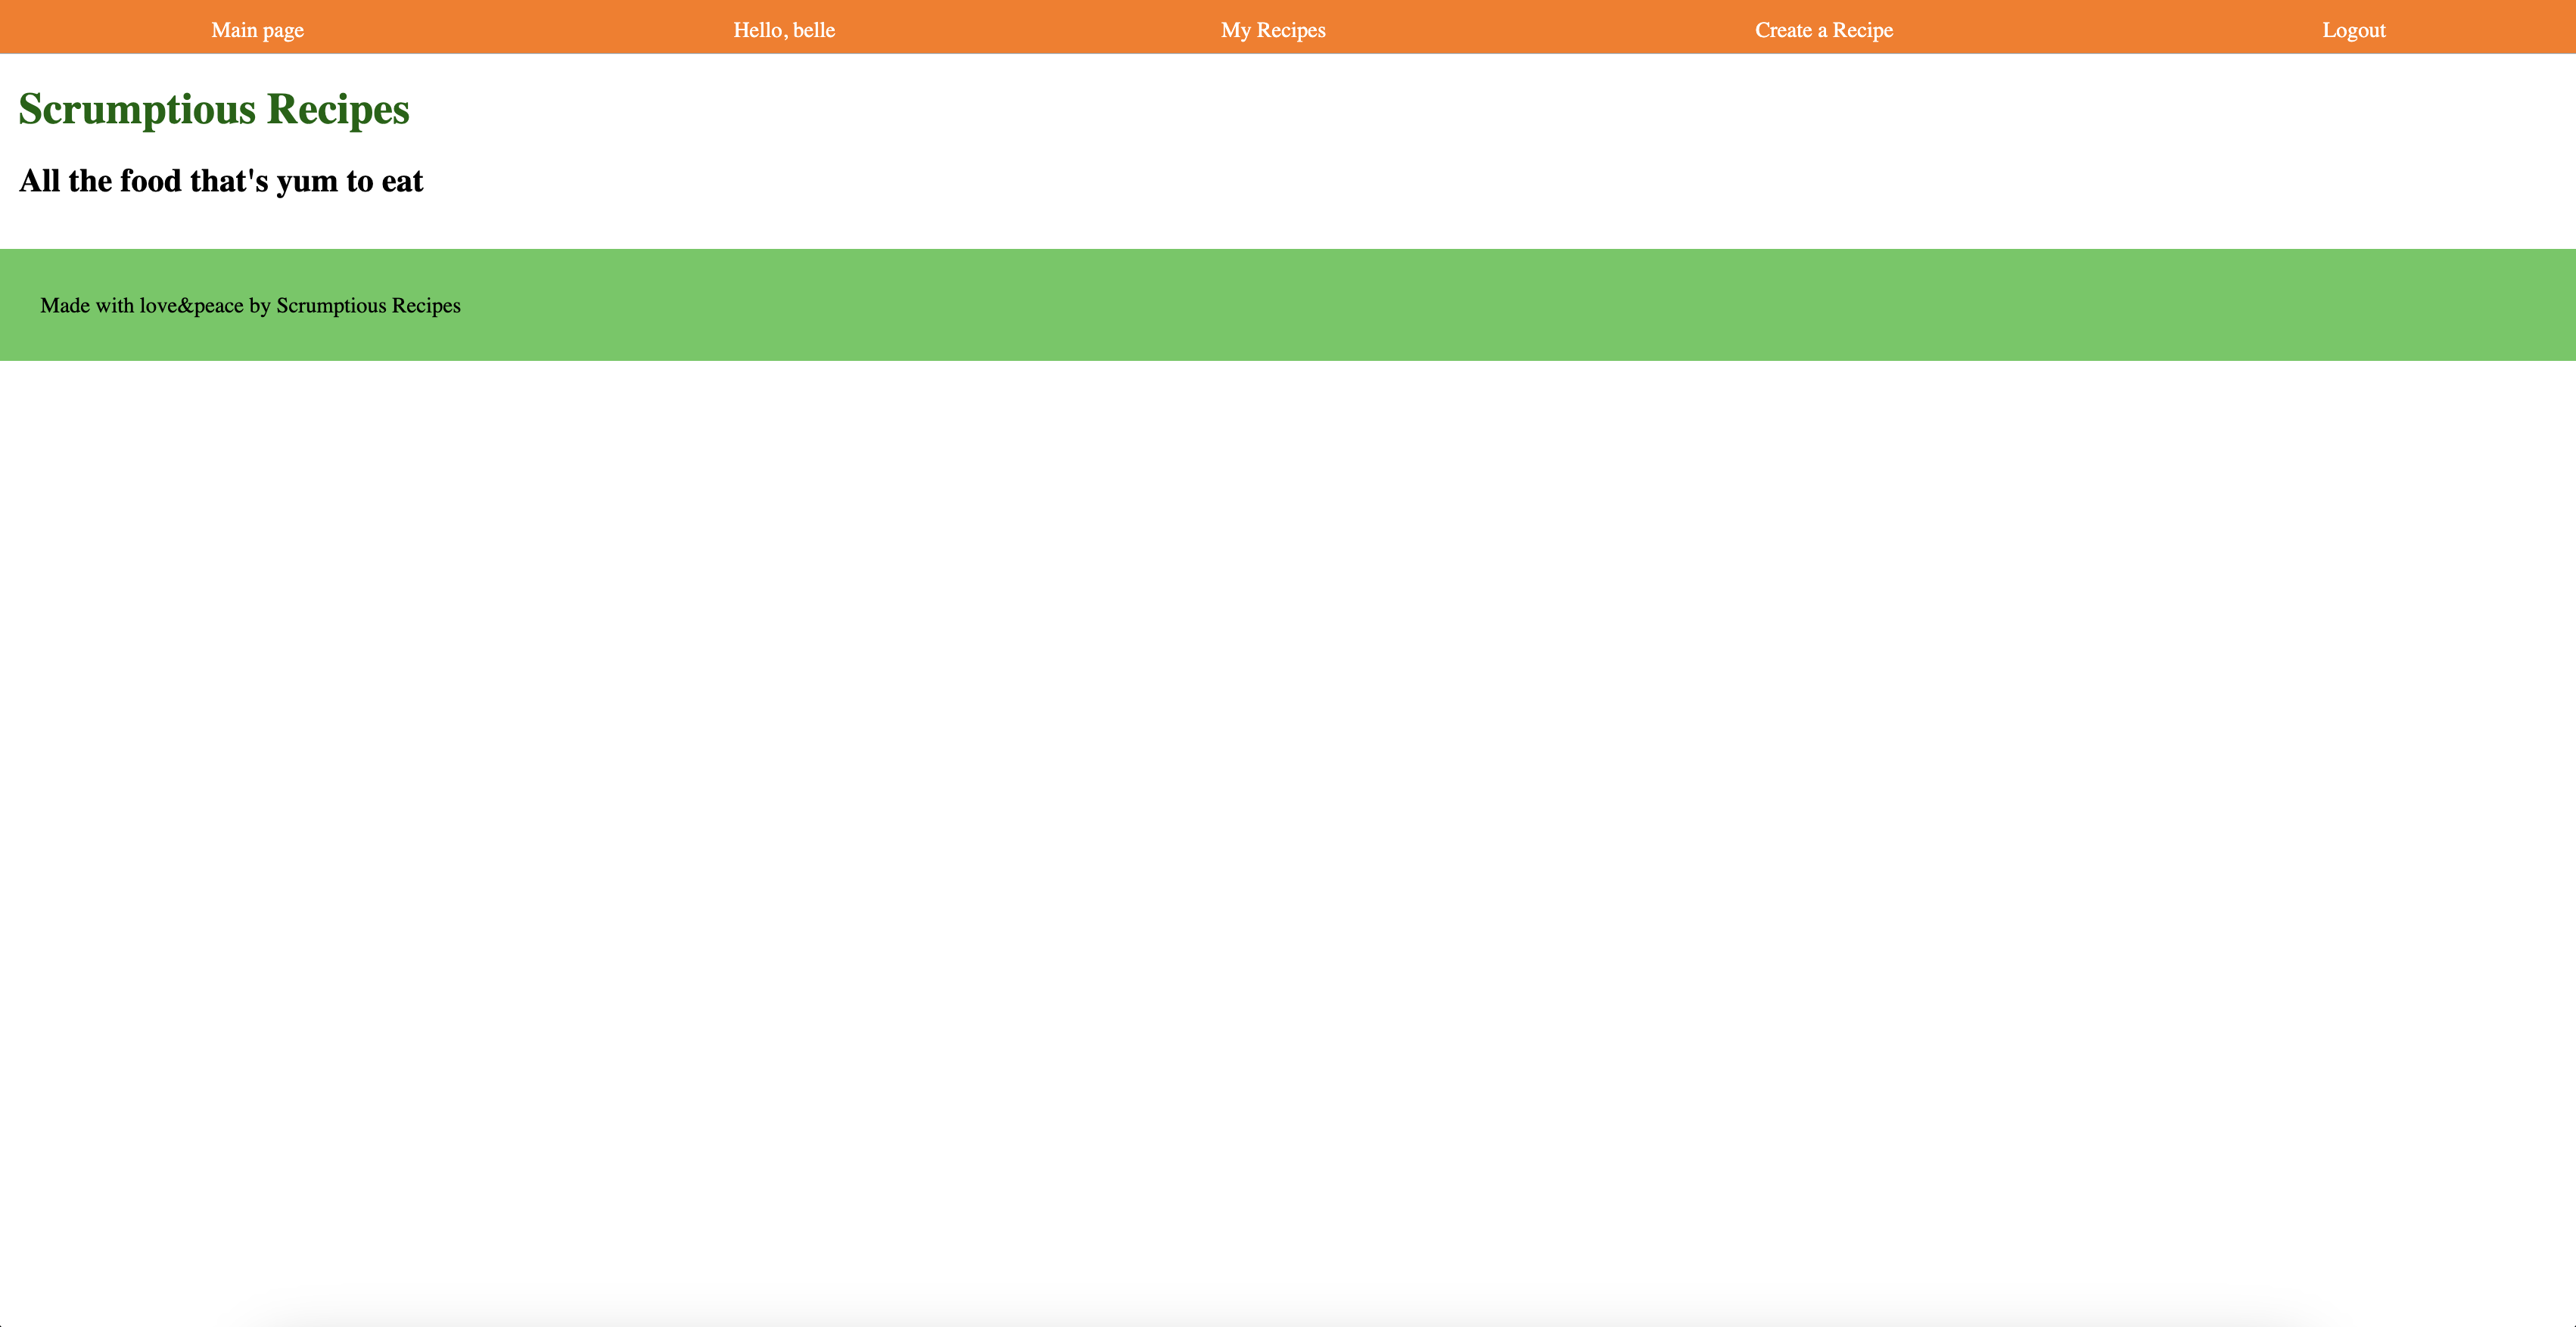 Main page Hello, belle My Recipes Create a Recipe Logout
Scrumptious Recipes
All the food that's yum to eat
Made with love&peace by Scrumptious Recipes